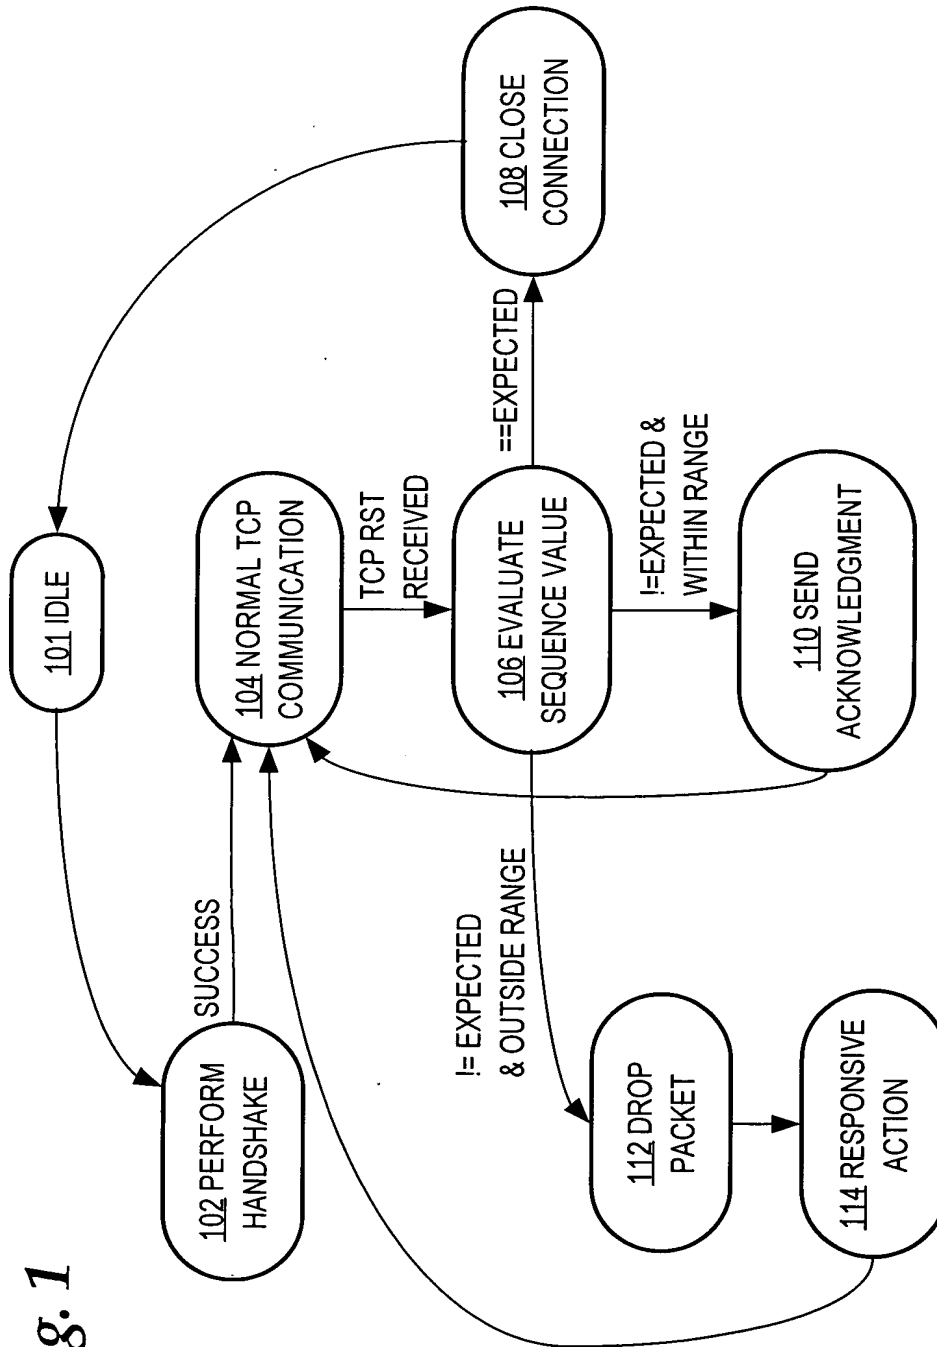 g. 1
101 IDLE
102 PERFORM
HANDSHAKE
SUCCESS
104 NORMAL TCP
COMMUNICATION
TCP RST
RECEIVED
106 EVALUATE
SEQUENCE VALUE
==EXPECTED
108 CLOSE
CONNECTION
!=EXPECTED &
WITHIN RANGE
110 SEND
ACKNOWLEDGMENT
!= EXPECTED
& OUTSIDE RANGE
112 DROP
PACKET
114 RESPONSIVE
ACTION